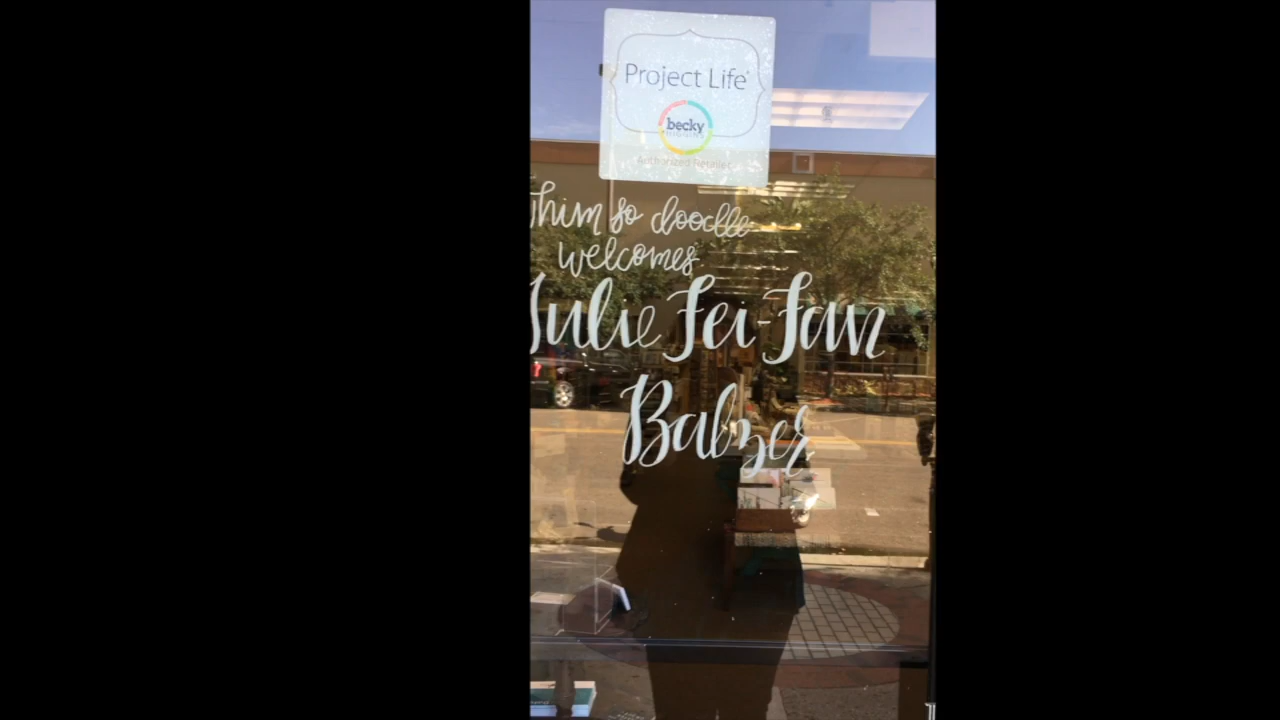 Project Life®
becky
Authorized Retailer
Whim so doodle
welcomes
Julie Fei-Fan
Balzer